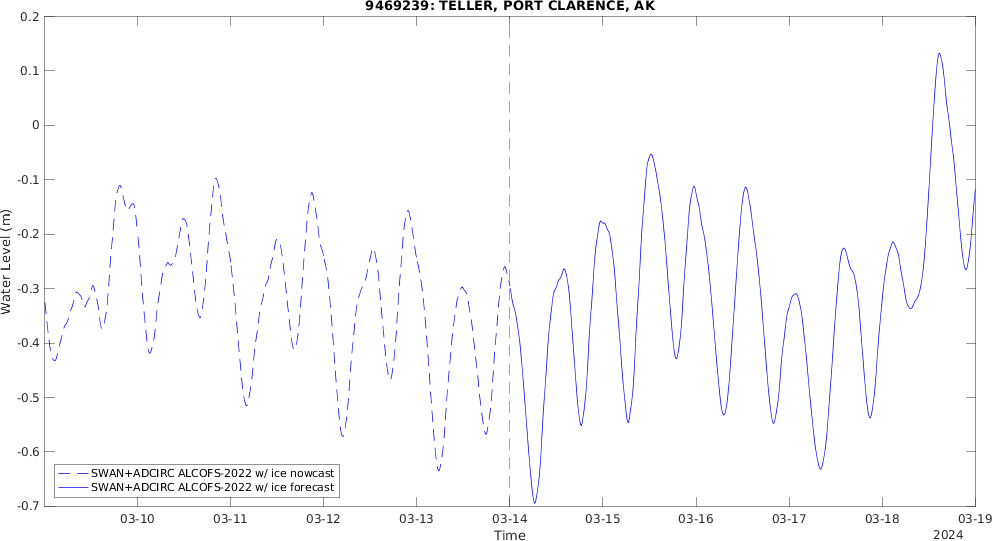 9469239: TELLER, PORT CLARENCE, AK
0.2
0.1
0
-0.1
-0.2
-0.3
-0.4
-0.5
-0.6
-0.7
Water Level (m)
SWAN+ADCIRC ALCOFS-2022 w/ ice nowcast
SWAN+ADCIRC ALCOFS-2022 w/ ice forecast
03-10 03-11 03-12 03-13 03-14 03-15 03-16 03-17 03-18 03-19
Time
2024